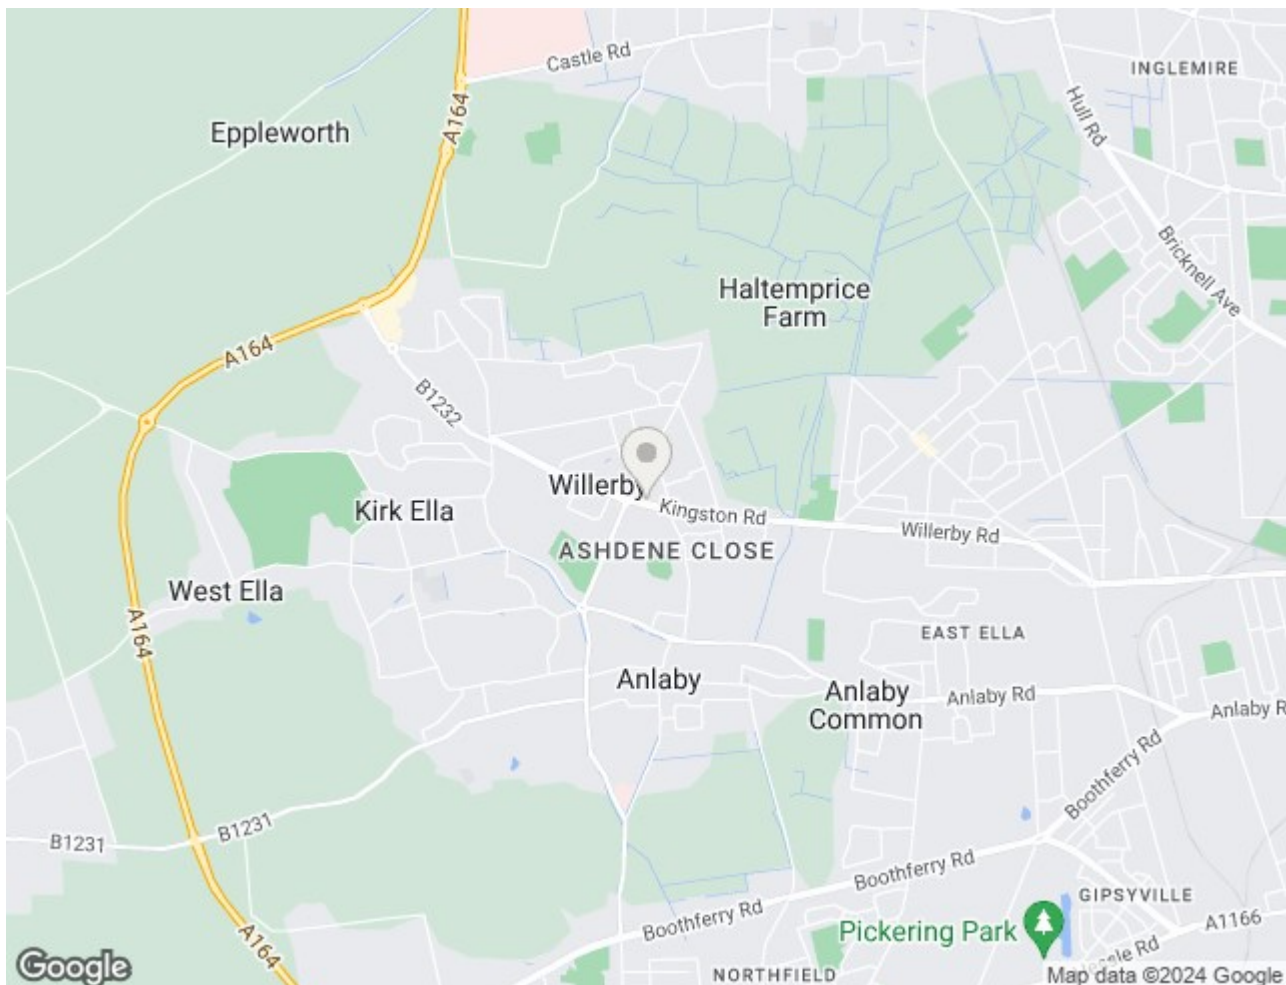 Castle Rd
INGLEMIRE
A164
Hull Rd
Eppleworth
Bricknell Ave
Haltemprice
Farm
A164
B1232
Willerby
Kingston Rd
Kirk Ella
Willerby Rd
ASHDENE CLOSE
West Ella
A164
EAST ELLA
Anlaby
Anlaby
Common
Anlaby Rd
Anlaby R
Boothferry Rd
B1231
B1231
Boothferry Rd
GIPSYVILLE
Boothferry Rd
A1166
Pickering Park
A164
NORTHFIELD
Google
Map data ©2024 Google